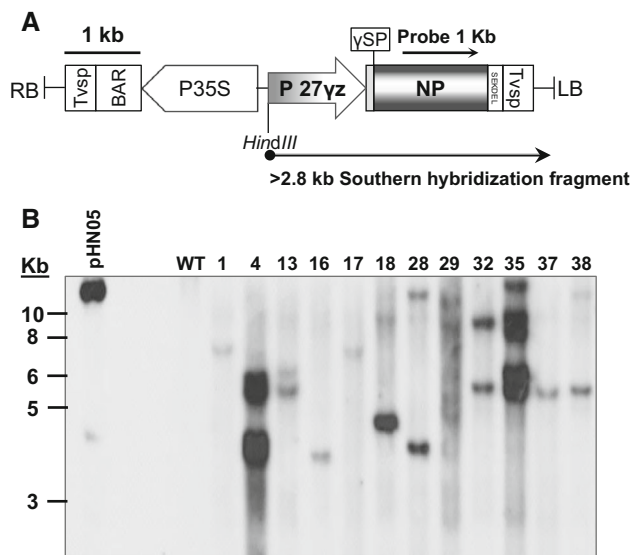 A
1 kb
γSP
Probe 1 Kb
RB
Tvsp
BAR
P35S
P 27γz
NP
SEKDEL
Tvsp
LB
HindIII
>2.8 kb Southern hybridization fragment
B
pHN05
Kb
WT 1 4 13 16 17 18 28 29 32 35 37 38
10
8
6
5
3